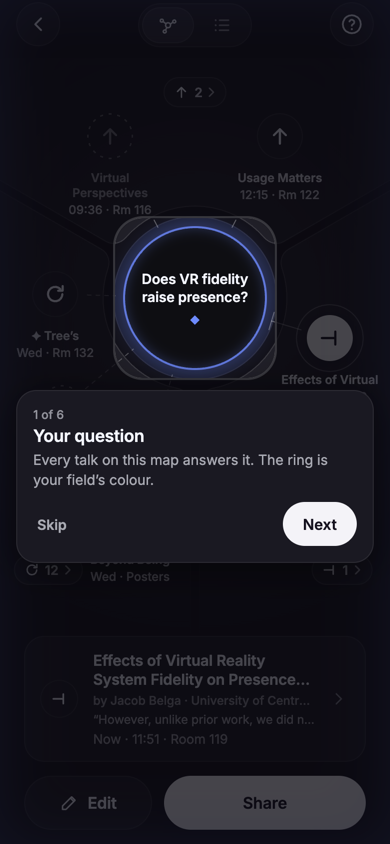 2
Virtual
Perspectives
09:36 · Rm 116
Usage Matters
12:15 · Rm 122
Does VR fidelity
raise presence?
Tree's
Wed · Rm 132
Effects of Virtual
1 of 6
Your question
Every talk on this map answers it. The ring is
your field's colour.
Skip
Next
12
Wed · Posters
1
Effects of Virtual Reality
System Fidelity on Presence...
by Jacob Belga · University of Centr...
"However, unlike prior work, we did n...
Now · 11:51 · Room 119
Edit
Share